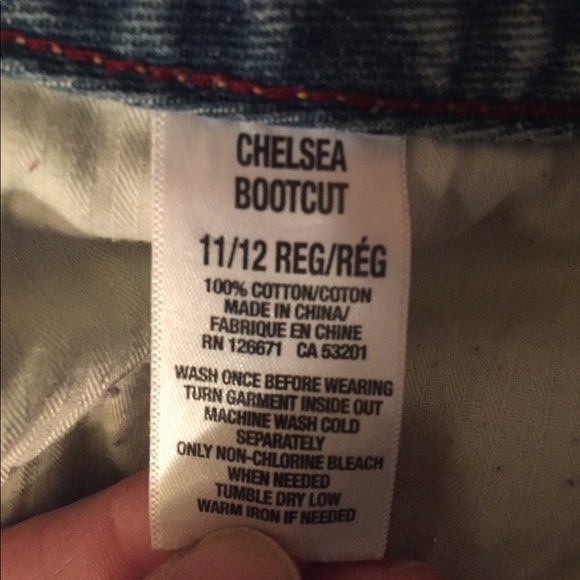 CHELSEA
BOOTCUT
11/12 REG/RÉG
100% COTTON/COTON
MADE IN CHINA/
FABRIQUE EN CHINE
RN 126671 CA 53201
WASH ONCE BEFORE WEARING
TURN GARMENT INSIDE OUT
MACHINE WASH COLD
SEPARATELY
ONLY NON-CHLORINE BLEACH
WHEN NEEDED
TUMBLE DRY LOW
WARM IRON IF NEEDED